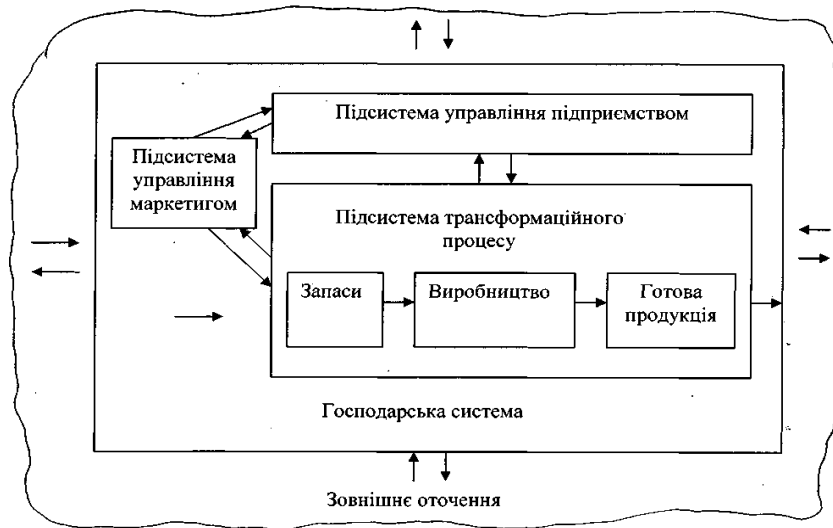 Підсистема управління підприємством
Підсистема
управління
маркетигом
Підсистема трансформаційного
процесу
Запаси
Виробництво
Готова
продукція
Господарська система
Зовнішнє оточення